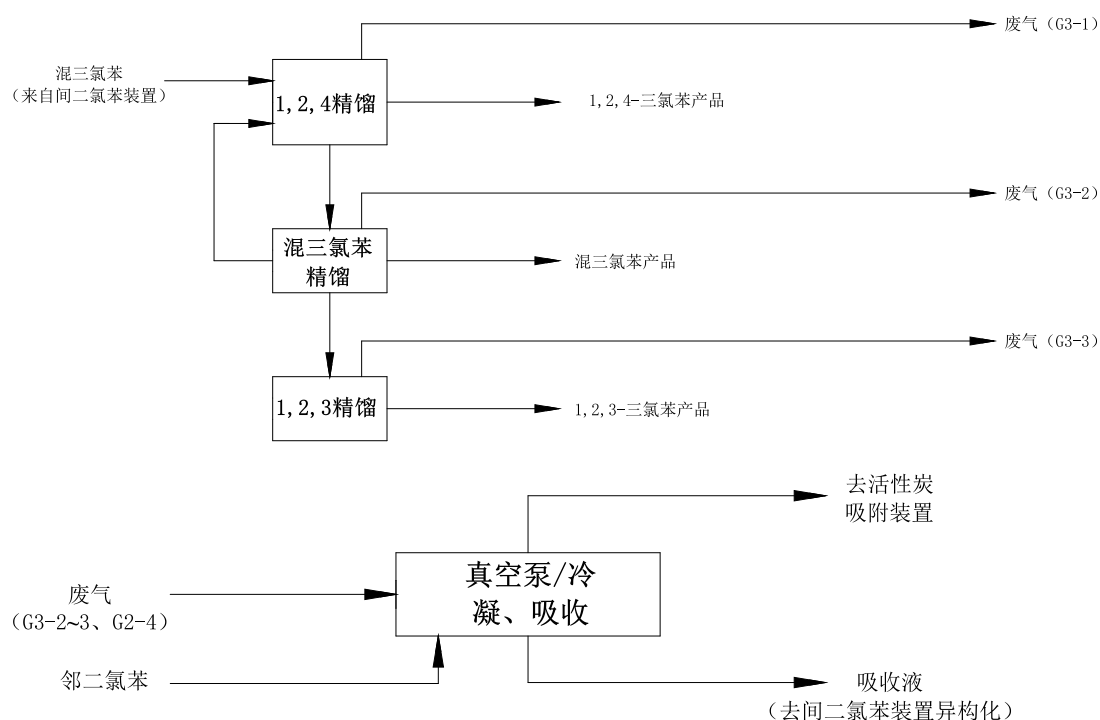 废气（G3-1）
混三氯苯
（来自间二氯苯装置）
1,2,4精馏
1,2,4-三氯苯产品
废气（G3-2）
混三氯苯
精馏
混三氯苯产品
废气（G3-3）
1,2,3精馏
1,2,3-三氯苯产品
去活性炭
吸附装置
真空泵/冷
凝、吸收
废气
（G3-2~3、G2-4）
邻二氯苯
吸收液
（去间二氯苯装置异构化）